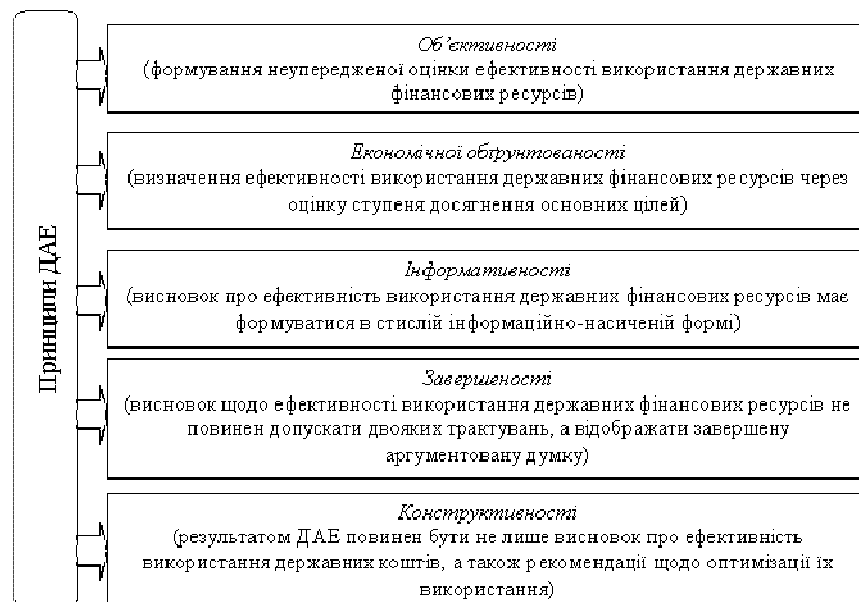 Принципи ДАЕ
Об’єктивності
(формування неупередженої оцінки ефективності використання державних
фінансових ресурсів)
Економічної обґрунтованості
(визначення ефективності використання державних фінансових ресурсів через
оцінку ступеня досягнення основних цілей)
Інформативності
(висновок про ефективність використання державних фінансових ресурсів має
формуватися в стислій інформаційно-насиченій формі)
Завершеності
(висновок щодо ефективності використання державних фінансових ресурсів не
повинен допускати двояких трактувань, а відображати завершену
аргументовану думку)
Конструктивності
(результатом ДАЕ повинен бути не лише висновок про ефективність
використання державних коштів, а також рекомендації щодо оптимізації їх
використання)